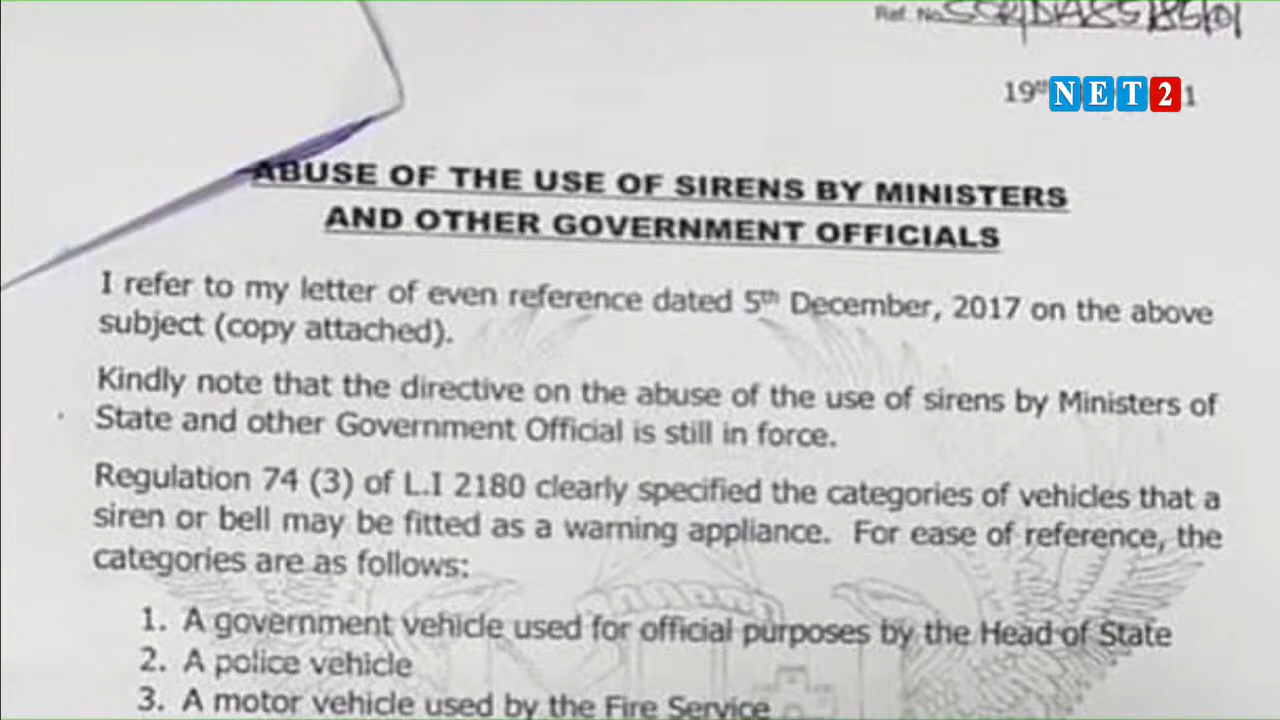 Ref. No.
19th NET2 1
ABUSE OF THE USE OF SIRENS BY MINISTERS
AND OTHER GOVERNMENT OFFICIALS
I refer to my letter of even reference dated 5th December, 2017 on the above
subject (copy attached).
Kindly note that the directive on the abuse of the use of sirens by Ministers of
State and other Government Official is still in force.
Regulation 74 (3) of L.I 2180 clearly specified the categories of vehicles that a
siren or bell may be fitted as a warning appliance. For ease of reference, the
categories are as follows:
1. A government vehicle used for official purposes by the Head of State
2. A police vehicle
3. A motor vehicle used by the Fire Service